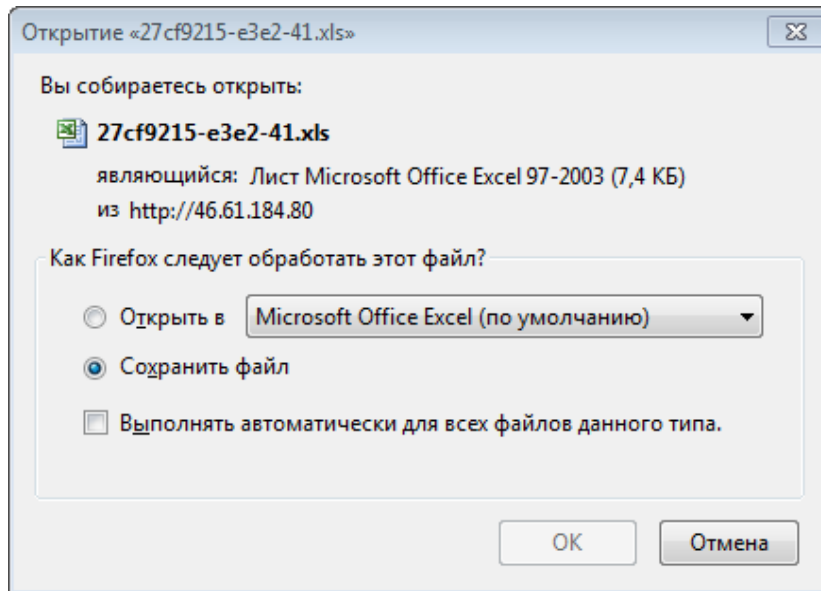 Открытие «27cf9215-e3e2-41.xls»
Вы собираетесь открыть:
27cf9215-e3e2-41.xls
являющийся: Лист Microsoft Office Excel 97-2003 (7,4 КБ)
из http://46.61.184.80
Как Firefox следует обработать этот файл?
Открыть в Microsoft Office Excel (по умолчанию)
Сохранить файл
Выполнять автоматически для всех файлов данного типа.
ОК Отмена